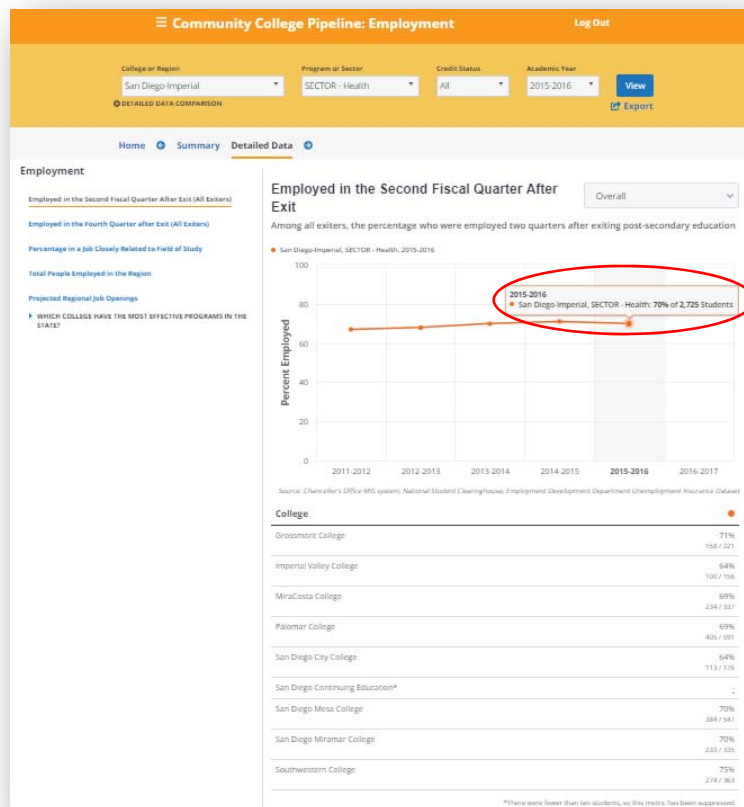 ☰ Community College Pipeline: Employment
Log Out
College or Region
Program or Sector
Credit Status
Academic Year
San Diego-Imperial
SECTOR - Health
All
2015-2016
View
DETAILED DATA COMPARISON
Export
Home
Summary
Detailed Data
Employment
Employed in the Second Fiscal Quarter After Exit (All Exiters)
Employed in the Fourth Quarter after Exit (All Exiters)
Percentage in a Job Closely Related to Field of Study
Total People Employed in the Region
Projected Regional Job Openings
WHICH COLLEGE HAVE THE MOST EFFECTIVE PROGRAMS IN THE
STATE?
Employed in the Second Fiscal Quarter After
Exit
Overall
Among all exiters, the percentage who were employed two quarters after exiting post-secondary education
San Diego-Imperial, SECTOR - Health, 2015-2016
100
80
60
40
20
0
Percent Employed
2015-2016
San Diego-Imperial, SECTOR - Health: 70% of 2,725 Students
2011-2012
2012-2013
2013-2014
2014-2015
2015-2016
2016-2017
Source: Chancellor's Office MIS system, National Student Clearinghouse, Employment Development Department Unemployment Insurance Dataset
College
Grossmont College
71%
158 / 221
Imperial Valley College
64%
100 / 156
MiraCosta College
69%
234 / 337
Palomar College
69%
405 / 591
San Diego City College
64%
113 / 176
San Diego Continuing Education*
-
San Diego Mesa College
70%
384 / 547
San Diego Miramar College
70%
233 / 335
Southwestern College
75%
274 / 363
*There were fewer than ten students, so this metric has been suppressed.